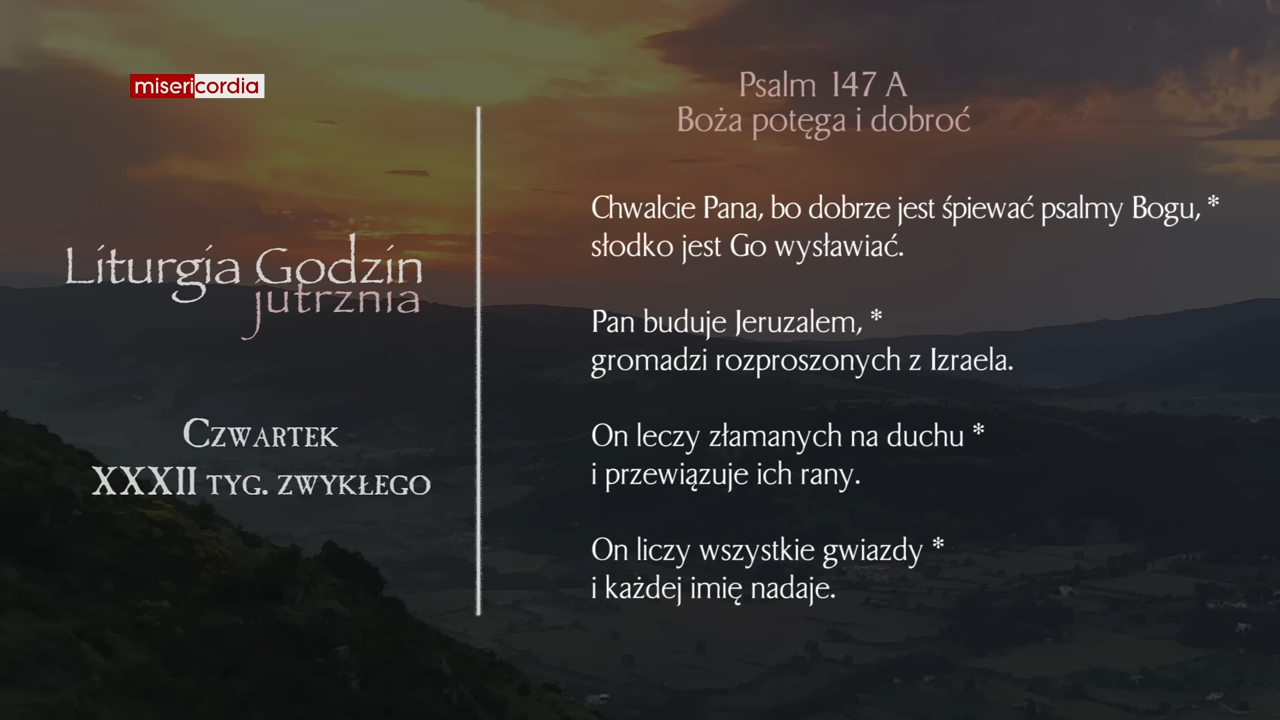 misericordia
Liturgia Godzin
jutrznia
Czwartek
XXXII tyg. zwykłego
Psalm 147 A
Boża potęga i dobroć
Chwalcie Pana, bo dobrze jest śpiewać psalmy Bogu, *
słodko jest Go wysławiać.
Pan buduje Jeruzalem, *
gromadzi rozproszonych z Izraela.
On leczy złamanych na duchu *
i przewiązuje ich rany.
On liczy wszystkie gwiazdy *
i każdej imię nadaje.